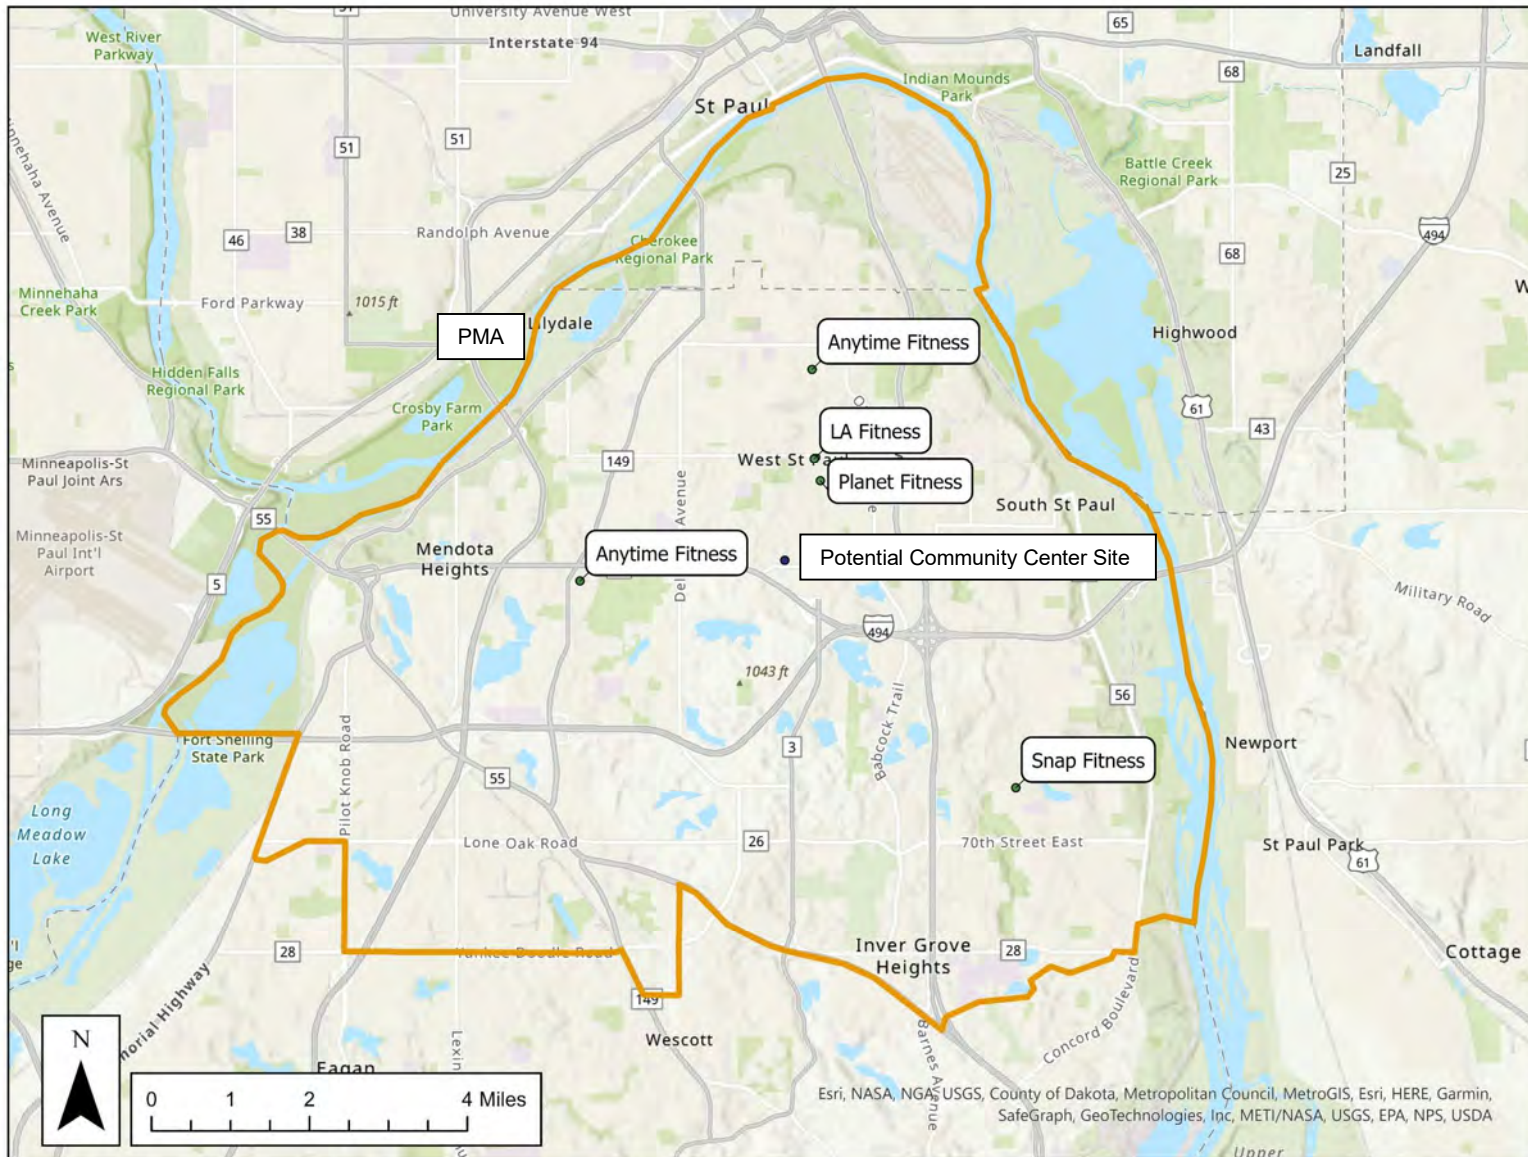 University Avenue West
Interstate 94
65
West River
Parkway
Landfall
68
Indian Mounds
Park
St Paul
51
51
Battle Creek
Regional Park
25
Minnehaha Avenue
46
38
Randolph Avenue
494
Cherokee
Regional Park
68
Minnehaha
Creek Park
Ford Parkway
1015 ft
Lilydale
PMA
Highwood
Anytime Fitness
Hidden Falls
Regional Park
Crosby Farm
Park
61
43
LA Fitness
Minneapolis-St
Paul Joint Ars
149
West St Paul
Planet Fitness
South St Paul
55
Minneapolis-St
Paul Int'l
Airport
Mendota
Heights
Anytime Fitness
Potential Community Center Site
5
Avenue
Military Road
494
1043 ft
56
Babcock Trail
Fort Snelling
State Park
Pilot Knob Road
3
Newport
Snap Fitness
55
Long
Meadow
Lake
Lone Oak Road
26
70th Street East
St Paul Park
61
28
Yankee Doodle Road
Inver Grove
Heights
28
Cottage
149
Wescott
Concord Boulevard
Barnes Avenue
Eagan
N
0 1 2 4 Miles
Esri, NASA, NGA, USGS, County of Dakota, Metropolitan Council, MetroGIS, Esri, HERE, Garmin,
SafeGraph, GeoTechnologies, Inc, METI/NASA, USGS, EPA, NPS, USDA
Upper